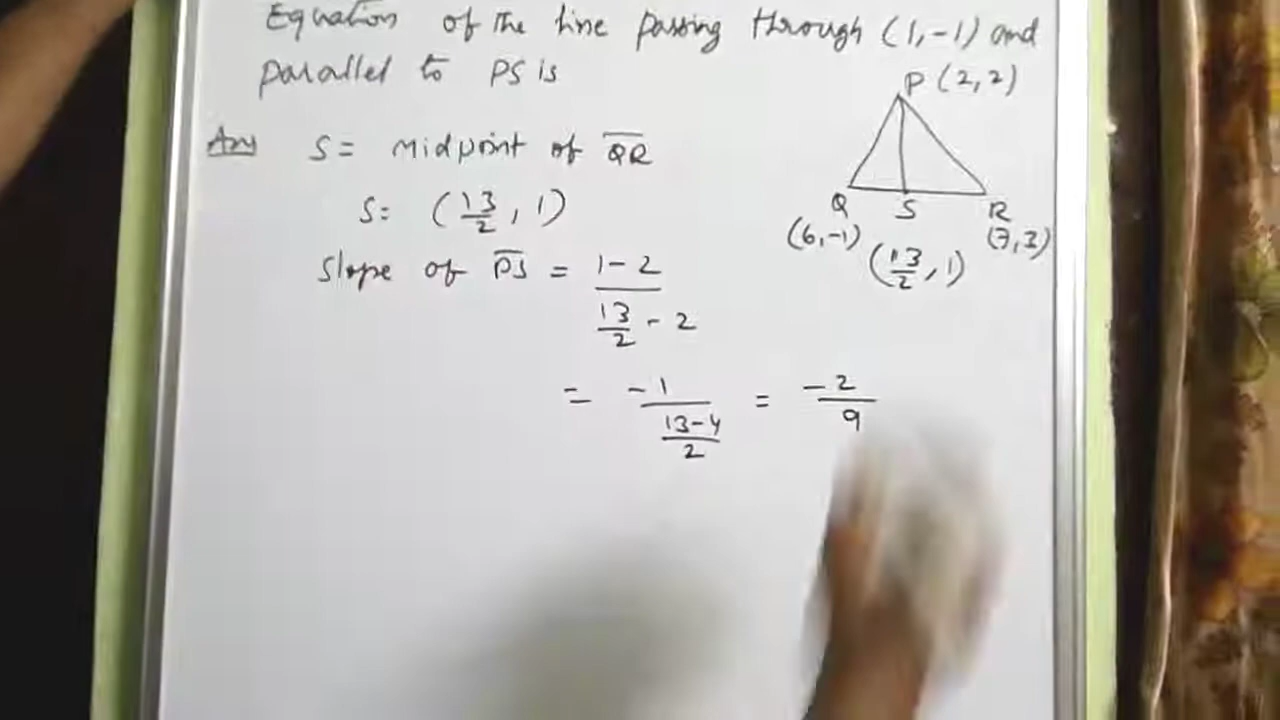 Equation of the line passing through (1,-1) and
parallel to PS is
P (2,2)
Ans S = midpoint of QR
S = (13/2, 1)
Q S R
(6,-1) (13/2, 1) (7,3)
Slope of PS = 1-2 / 13/2 - 2
= -1 / 13-4/2 = -2/9